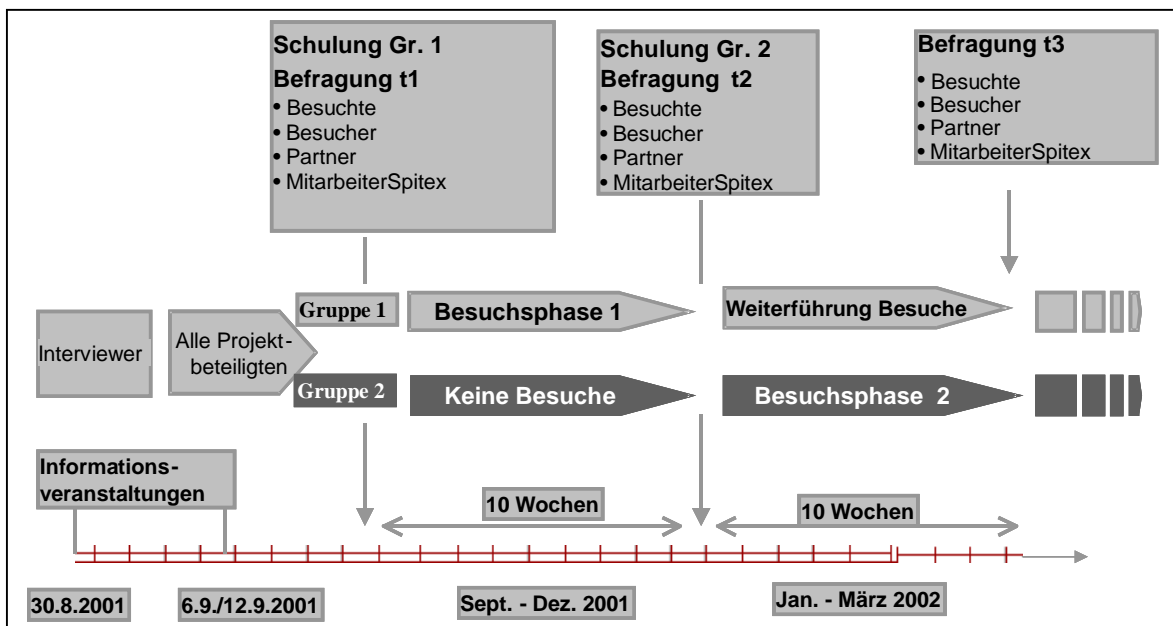 Schulung Gr. 1
Befragung t1
• Besuchte
• Besucher
• Partner
• MitarbeiterSpitex
Schulung Gr. 2
Befragung t2
• Besuchte
• Besucher
• Partner
• MitarbeiterSpitex
Befragung t3
• Besuchte
• Besucher
• Partner
• MitarbeiterSpitex
Interviewer
Alle Projekt-
beteiligten
Gruppe 1
Besuchsphase 1
Weiterführung Besuche
Gruppe 2
Keine Besuche
Besuchsphase 2
Informations-
veranstaltungen
10 Wochen
10 Wochen
30.8.2001
6.9./12.9.2001
Sept. - Dez. 2001
Jan. - März 2002